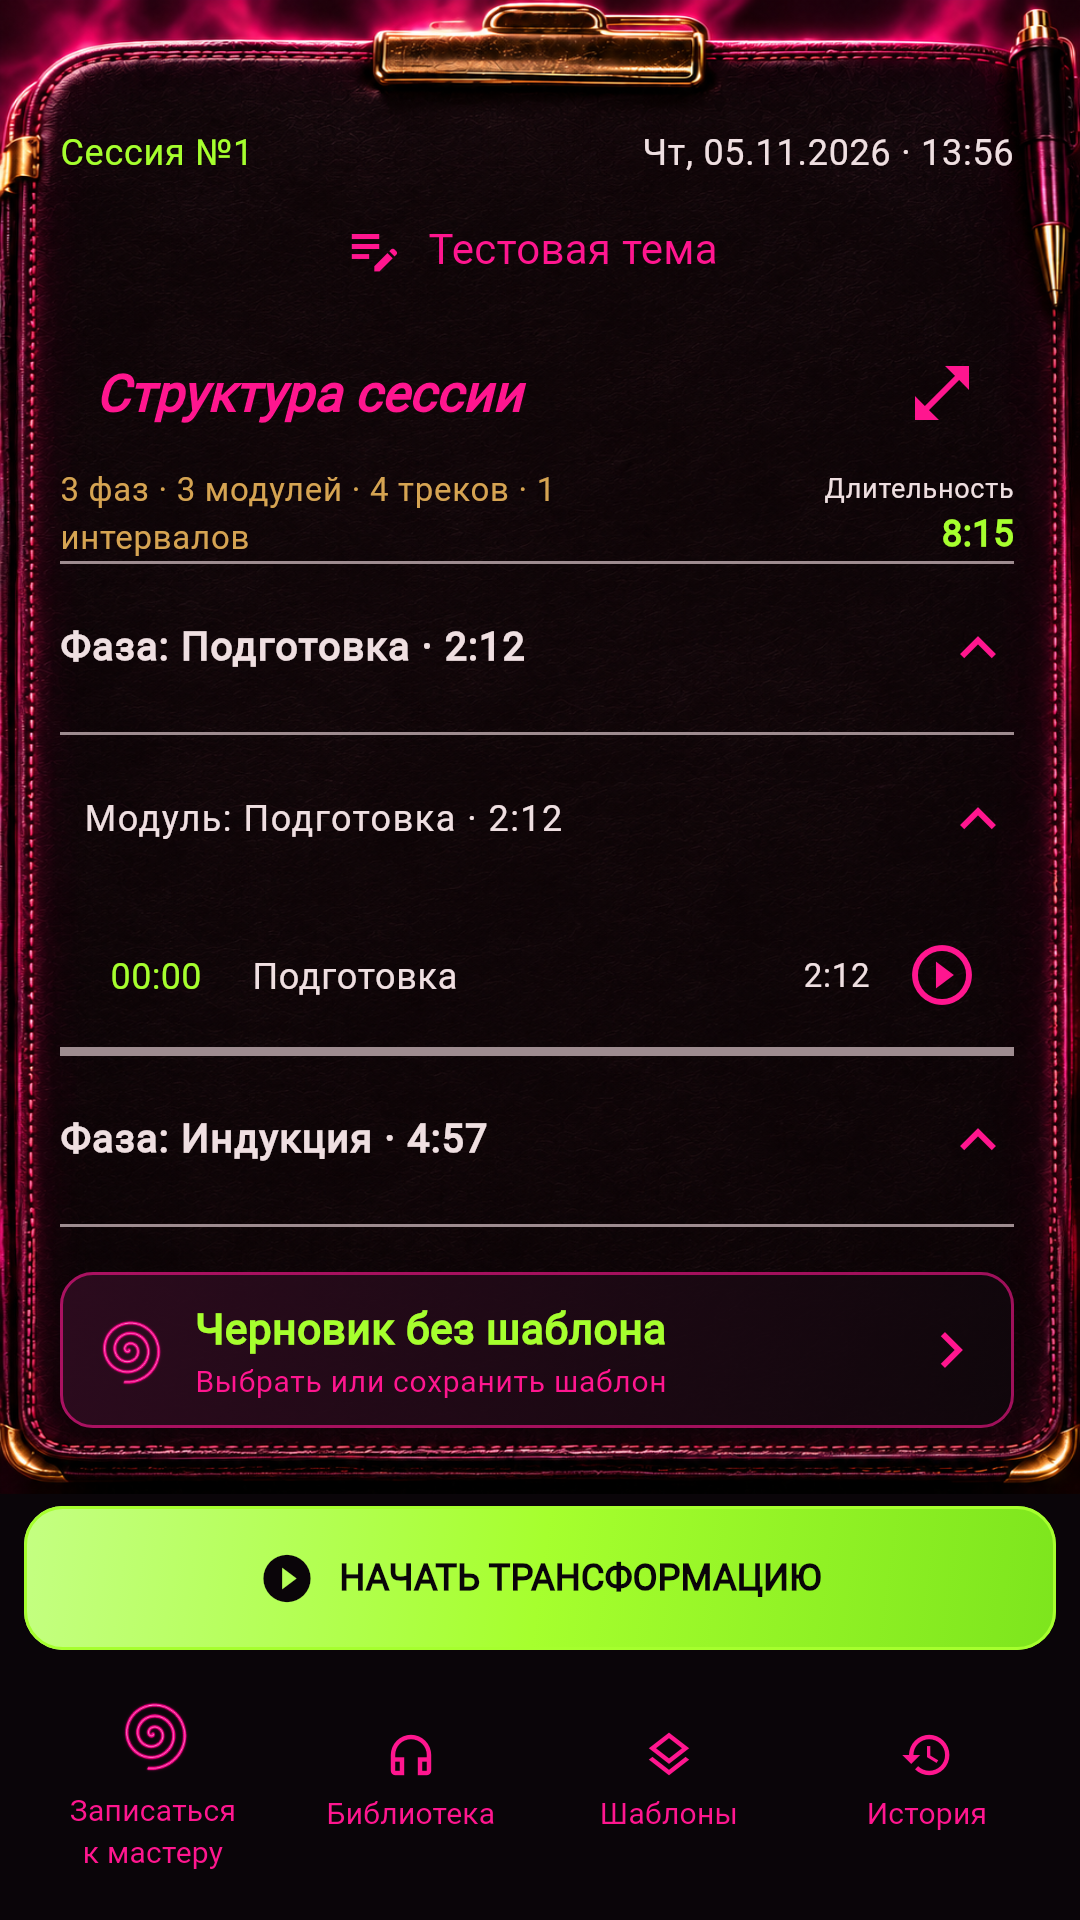 Сессия №1
Чт, 05.11.2026 · 13:56
Тестовая тема
Структура сессии
3 фаз · 3 модулей · 4 треков · 1
интервалов
Длительность
8:15
Фаза: Подготовка · 2:12
Модуль: Подготовка · 2:12
00:00 Подготовка 2:12
Фаза: Индукция · 4:57
Черновик без шаблона
Выбрать или сохранить шаблон
НАЧАТЬ ТРАНСФОРМАЦИЮ
Записаться
к мастеру
Библиотека
Шаблоны
История